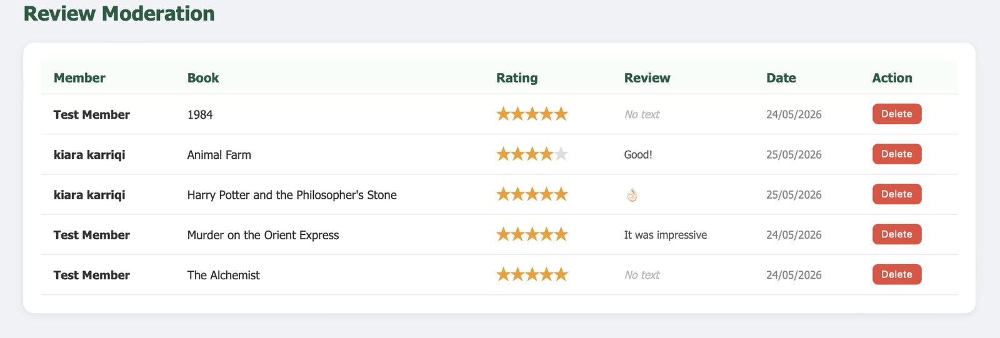 Review Moderation
Member Book Rating Review Date Action
Test Member 1984 ★★★★★ No text 24/05/2026 Delete
kiara karriqi Animal Farm ★★★★★ Good! 25/05/2026 Delete
kiara karriqi Harry Potter and the Philosopher's Stone ★★★★★ 👌🏻 25/05/2026 Delete
Test Member Murder on the Orient Express ★★★★★ It was impressive 24/05/2026 Delete
Test Member The Alchemist ★★★★★ No text 24/05/2026 Delete